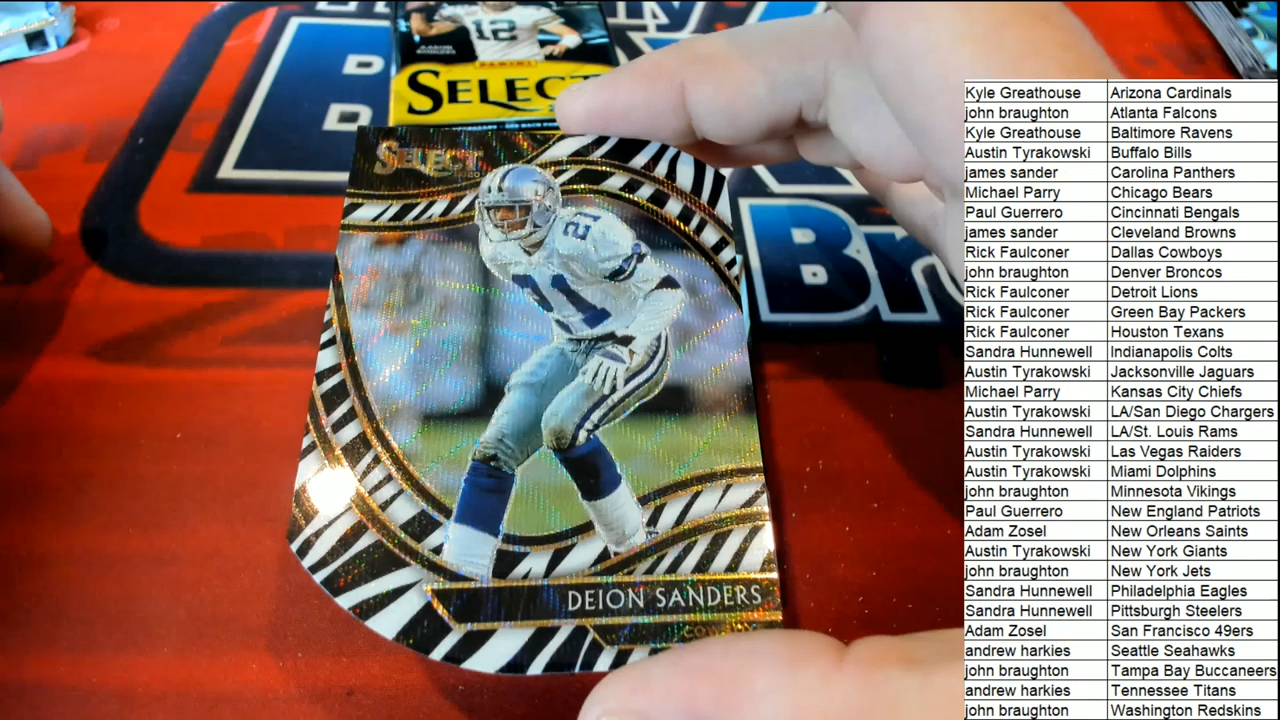 12
PANINI
SELECT
SELECT
2020
21
21
DEION SANDERS
Kyle Greathouse Arizona Cardinals
john braughton Atlanta Falcons
Kyle Greathouse Baltimore Ravens
Austin Tyrakowski Buffalo Bills
james sander Carolina Panthers
Michael Parry Chicago Bears
Paul Guerrero Cincinnati Bengals
james sander Cleveland Browns
Rick Faulconer Dallas Cowboys
john braughton Denver Broncos
Rick Faulconer Detroit Lions
Rick Faulconer Green Bay Packers
Rick Faulconer Houston Texans
Sandra Hunnewell Indianapolis Colts
Austin Tyrakowski Jacksonville Jaguars
Michael Parry Kansas City Chiefs
Austin Tyrakowski LA/San Diego Chargers
Sandra Hunnewell LA/St. Louis Rams
Austin Tyrakowski Las Vegas Raiders
Austin Tyrakowski Miami Dolphins
john braughton Minnesota Vikings
Paul Guerrero New England Patriots
Adam Zosel New Orleans Saints
Austin Tyrakowski New York Giants
john braughton New York Jets
Sandra Hunnewell Philadelphia Eagles
Sandra Hunnewell Pittsburgh Steelers
Adam Zosel San Francisco 49ers
andrew harkies Seattle Seahawks
john braughton Tampa Bay Buccaneers
andrew harkies Tennessee Titans
john braughton Washington Redskins